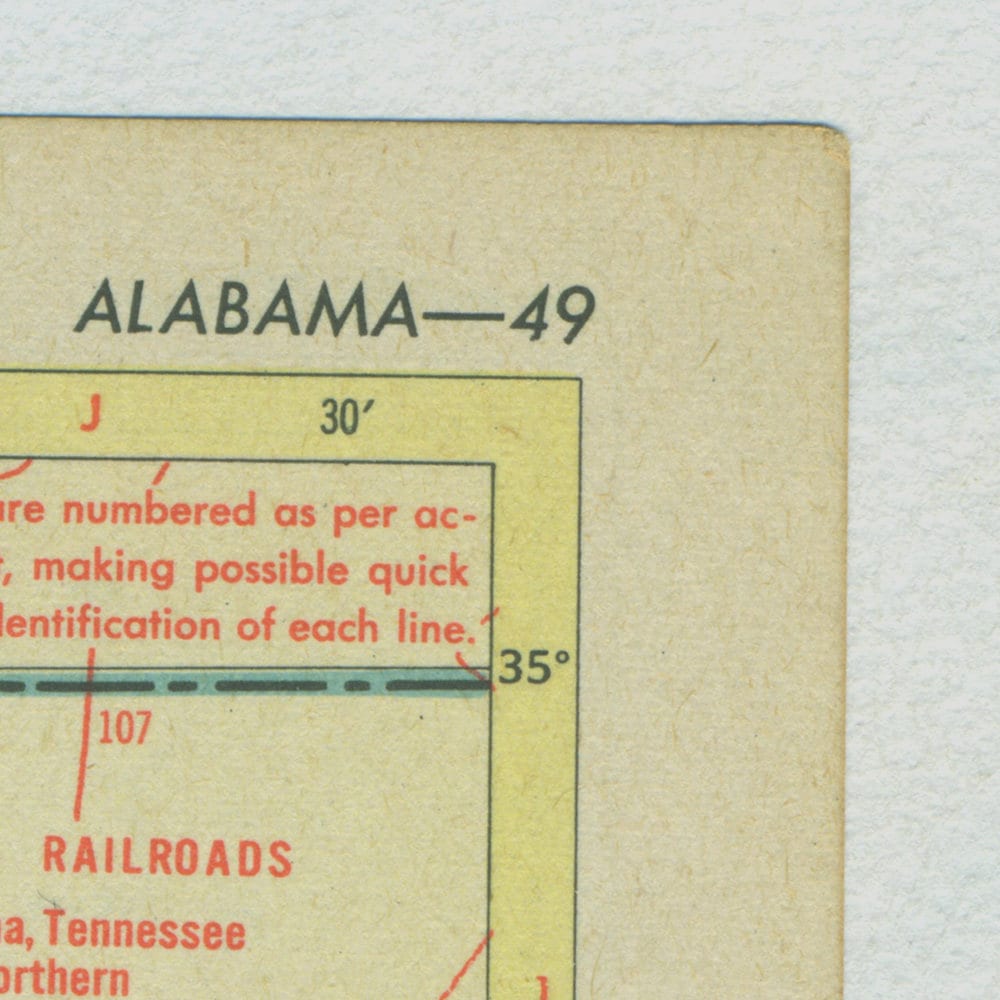 ALABAMA—49
J 30′
are numbered as per ac-
, making possible quick
dentification of each line.
35°
107
RAILROADS
a, Tennessee
orthern